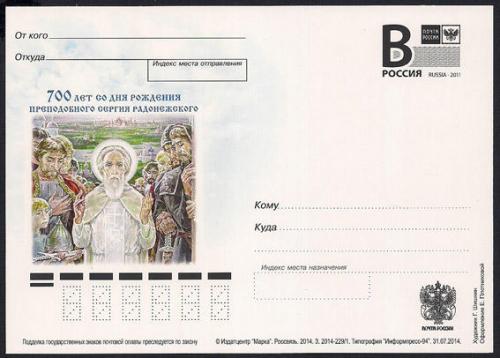 От кого
Откуда
Индекс места отправления
ПОЧТА РОССИИ
В
РОССИЯ
RUSSIA · 2011
700 ЛЕТ СО ДНЯ РОЖДЕНИЯ
ПРЕПОДОБНОГО СЕРГИЯ РАДОНЕЖСКОГО
Кому
Куда
Индекс места назначения
ПОЧТА РОССИИ
Художник Г. Шишкин
Оформление Е. Плотниковой
Подделка государственных знаков почтовой оплаты преследуется по закону
© Издатцентр "Марка". Россвязь. 2014. З. 2014-229/1. Типография "Информпресс-94". 31.07.2014.